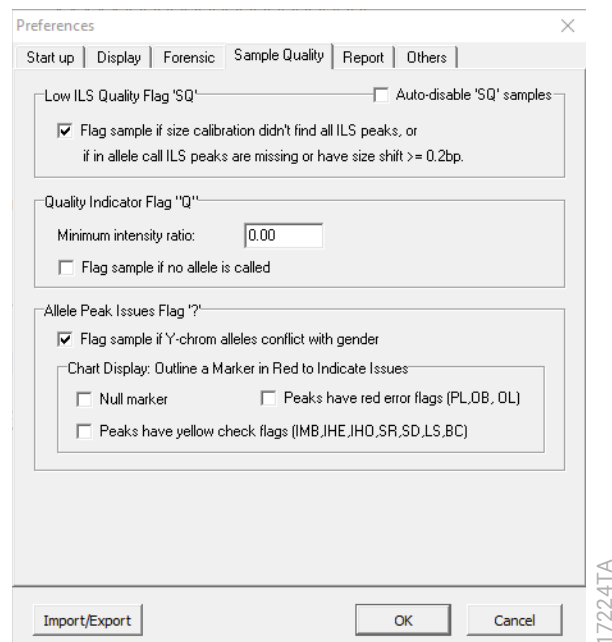 Preferences
Start up Display Forensic Sample Quality Report Others
Low ILS Quality Flag 'SQ' Auto-disable 'SQ' samples
Flag sample if size calibration didn't find all ILS peaks, or
if in allele call ILS peaks are missing or have size shift >= 0.2bp.
Quality Indicator Flag "Q"
Minimum intensity ratio: 0.00
Flag sample if no allele is called
Allele Peak Issues Flag '?'
Flag sample if Y-chrom alleles conflict with gender
Chart Display: Outline a Marker in Red to Indicate Issues
Null marker Peaks have red error flags (PL,OB, OL)
Peaks have yellow check flags (IMB,IHE,IHO,SR,SD,LS,BC)
Import/Export OK Cancel
17224TA